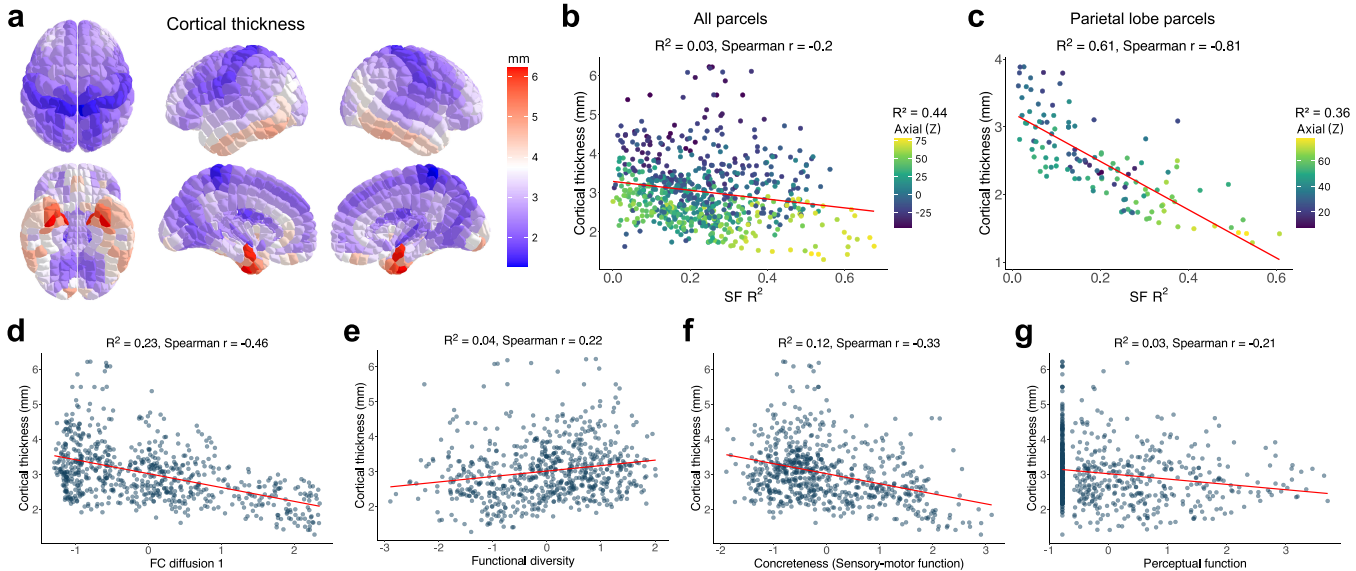 a
Cortical thickness
mm
6
5
4
3
2
b
All parcels
R² = 0.03, Spearman r = -0.2
Cortical thickness (mm)
6
5
4
3
2
0.0 0.2 0.4 0.6
SF R²
R² = 0.44
Axial (Z)
75
50
25
0
-25
c
Parietal lobe parcels
R² = 0.61, Spearman r = -0.81
Cortical thickness (mm)
4
3
2
1
0.0 0.2 0.4 0.6
SF R²
R² = 0.36
Axial (Z)
60
40
20
d
R² = 0.23, Spearman r = -0.46
Cortical thickness (mm)
6
5
4
3
2
-1 0 1 2
FC diffusion 1
e
R² = 0.04, Spearman r = 0.22
Cortical thickness (mm)
6
5
4
3
2
-3 -2 -1 0 1 2
Functional diversity
f
R² = 0.12, Spearman r = -0.33
Cortical thickness (mm)
6
5
4
3
2
-2 -1 0 1 2 3
Concreteness (Sensory-motor function)
g
R² = 0.03, Spearman r = -0.21
Cortical thickness (mm)
6
5
4
3
2
-1 0 1 2 3
Perceptual function